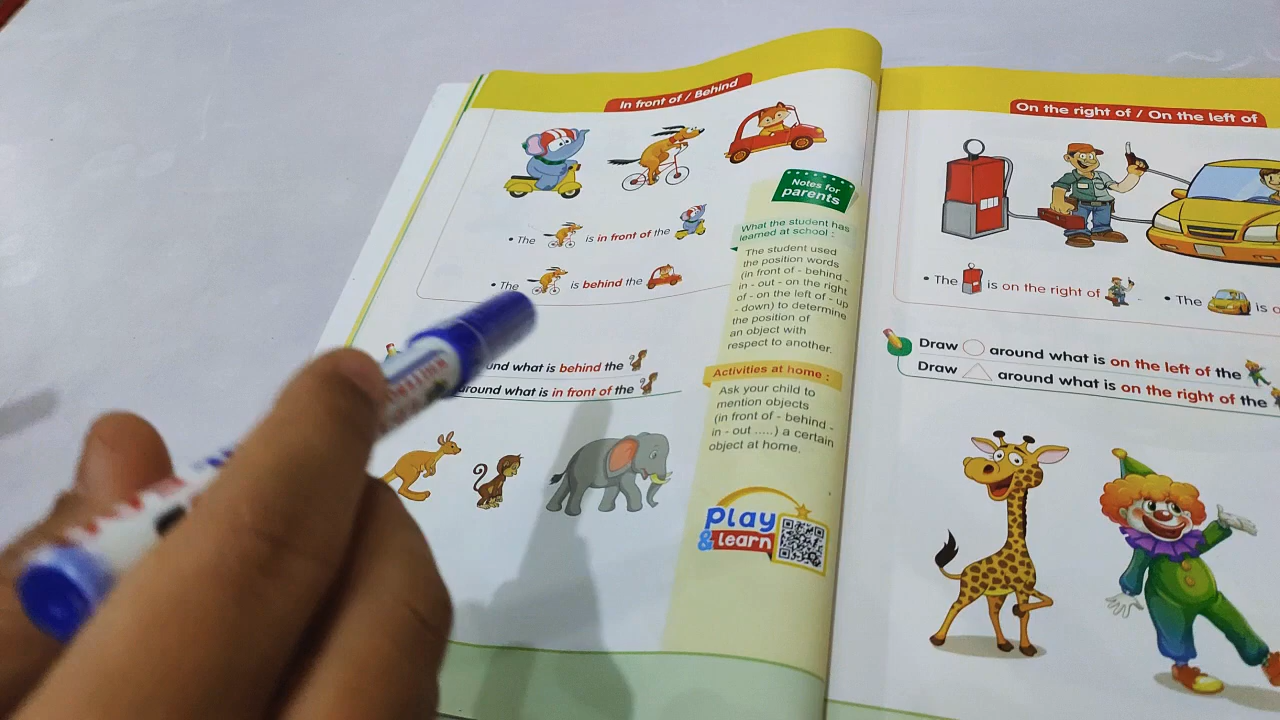 In front of / Behind
• The is in front of the
• The is behind the
around what is behind the
around what is in front of the
Notes for
parents
What the student has
learned at school :
The student used
the position words
(in front of - behind -
in - out - on the right
of - on the left of - up
- down) to determine
the position of
an object with
respect to another.
Activities at home :
Ask your child to
mention objects
(in front of - behind -
in - out .....) a certain
object at home.
play
& learn
On the right of / On the left of
• The is on the right of
• The is
Draw around what is on the left of the
Draw around what is on the right of the